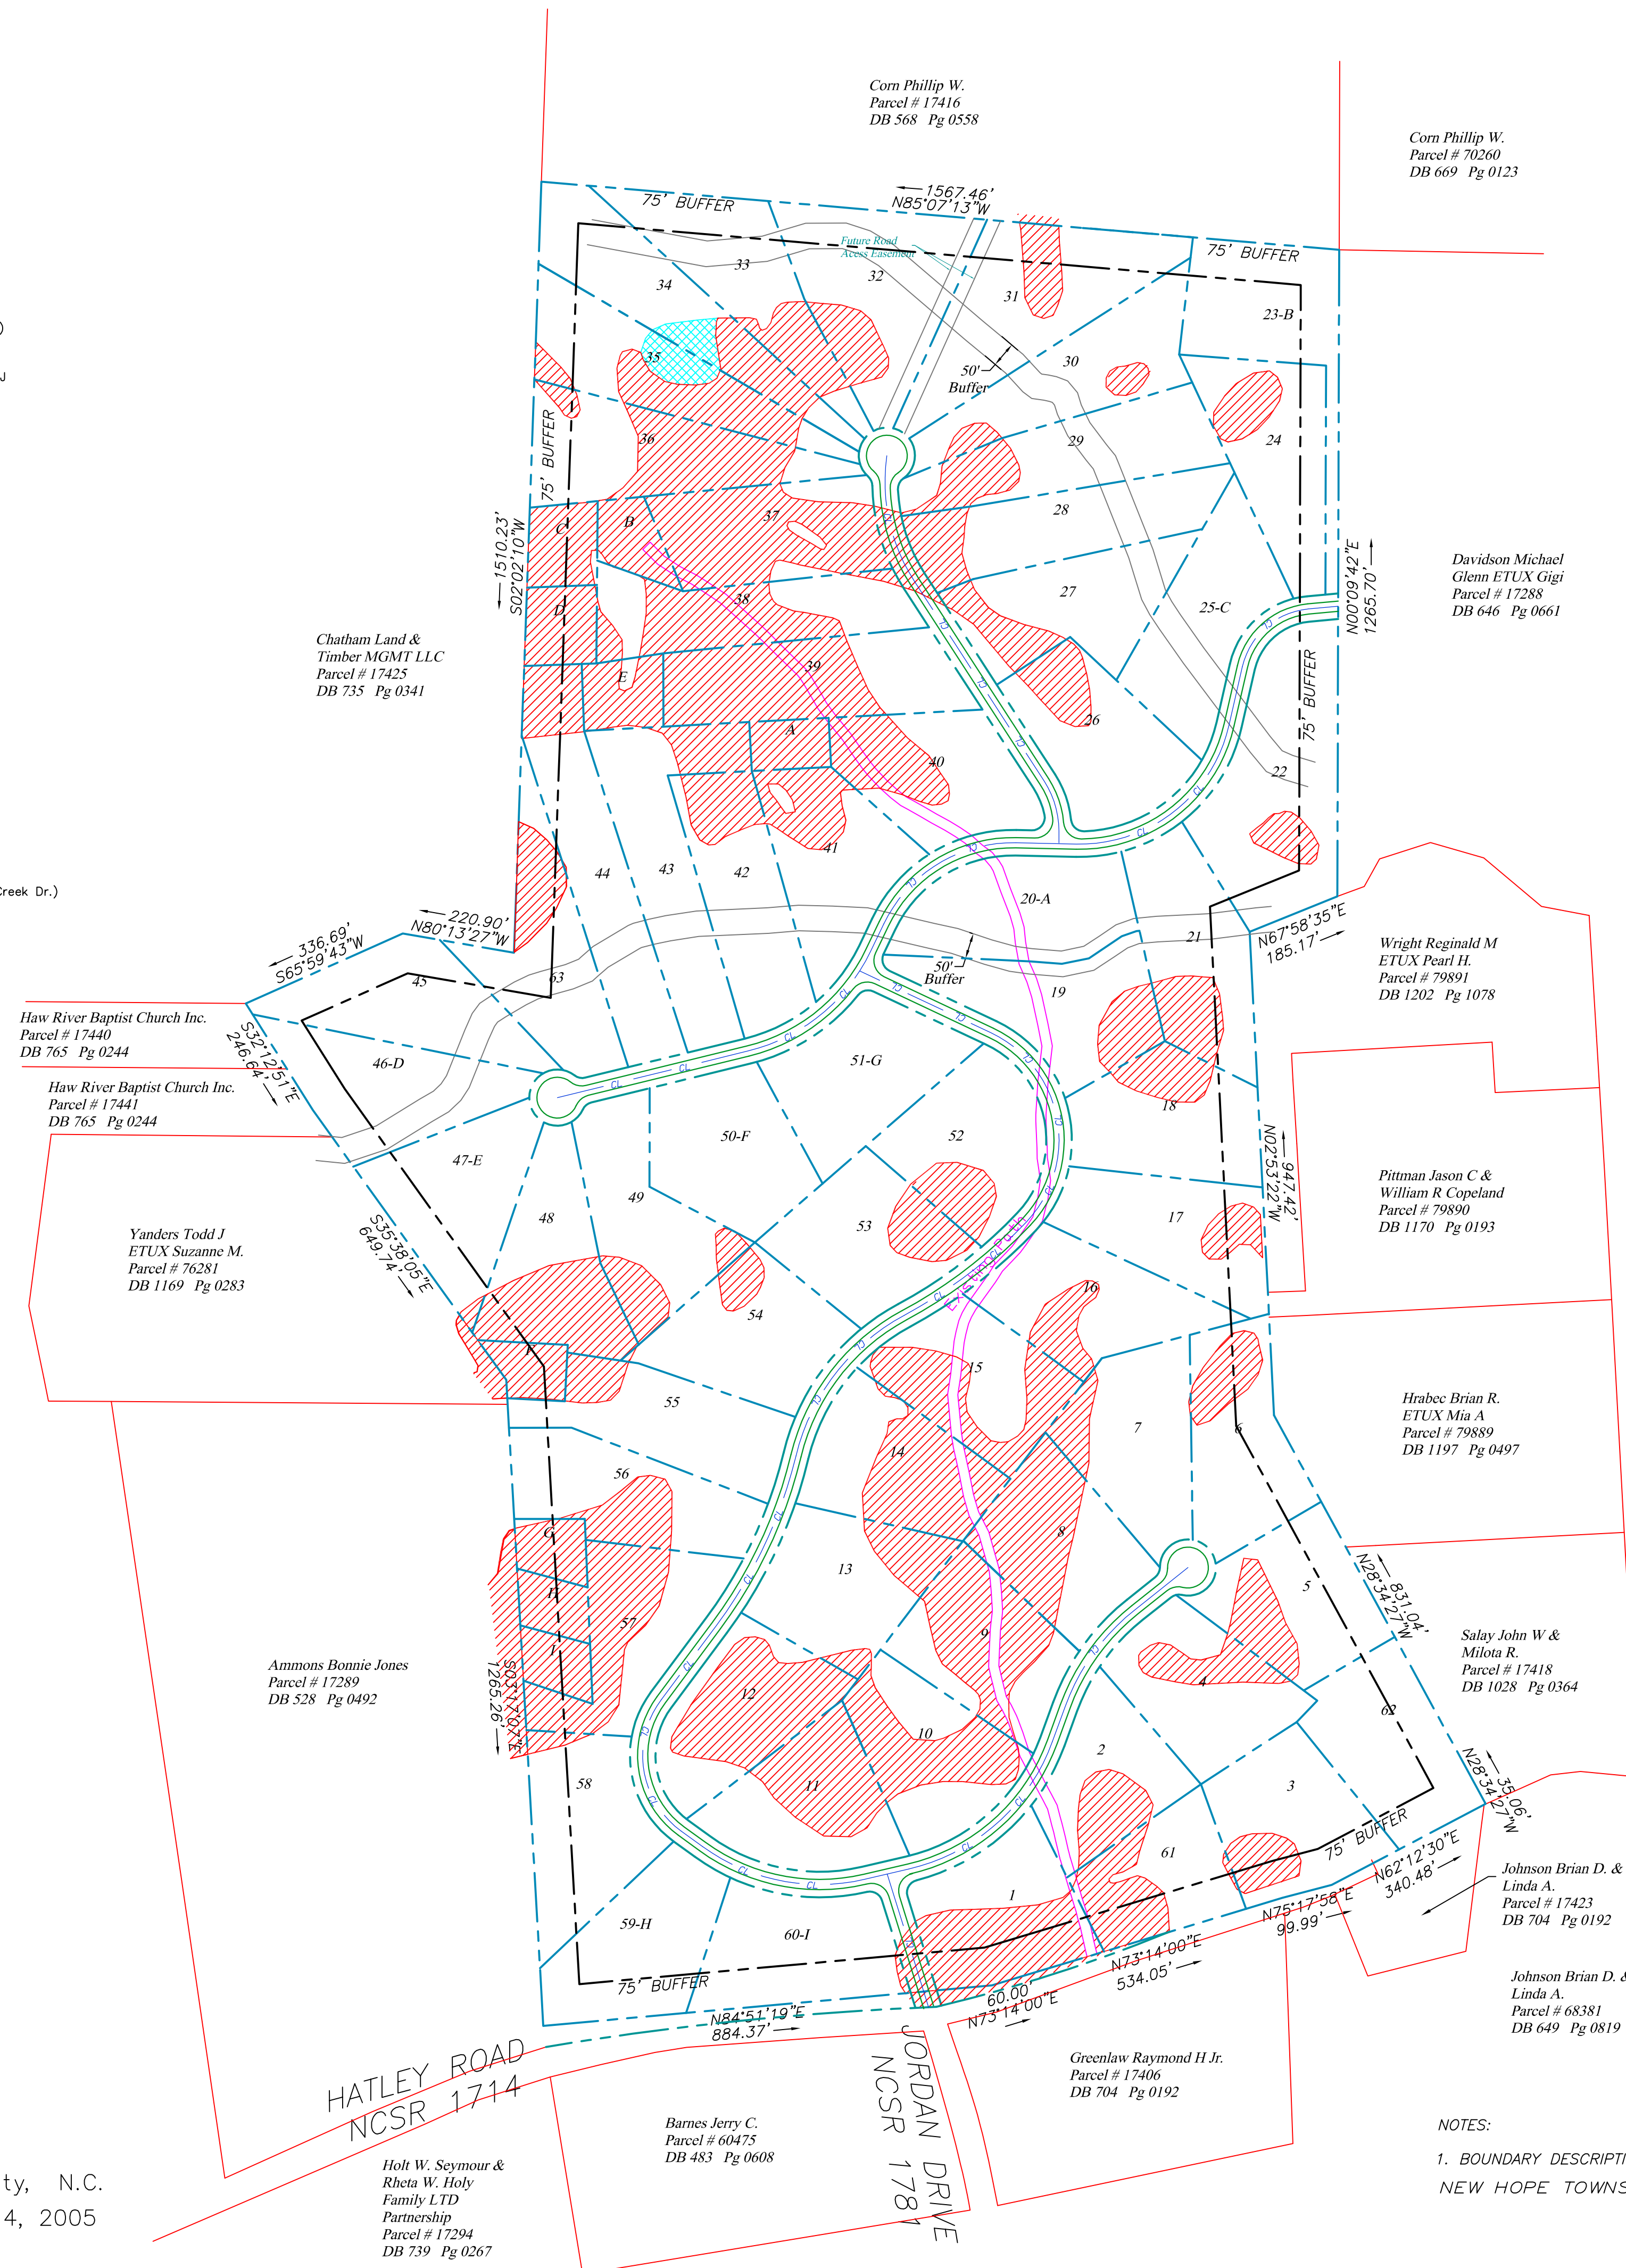 Corn Phillip W.
Parcel # 17416
DB 568 Pg 0558
Corn Phillip W.
Parcel # 70260
DB 669 Pg 0123
1567.46'
N85°07'13"W
75' BUFFER
75' BUFFER
Future Road
Acess Easement
33
32
34
31
23-B
)
J
35
50'
Buffer
30
36
29
24
75' BUFFER
C
B
37
28
1510.23'
S02°02'10"W
N00°09'42"E
1265.70'
Davidson Michael
Glenn ETUX Gigi
Parcel # 17288
DB 646 Pg 0661
D
38
27
25-C
Chatham Land &
Timber MGMT LLC
Parcel # 17425
DB 735 Pg 0341
E
39
75' BUFFER
A
26
40
22
41
44
43
42
Creek Dr.)
20-A
220.90'
N80°13'27"W
336.69'
S65°59'43"W
21
N67°58'35"E
185.17'
Wright Reginald M
ETUX Pearl H.
Parcel # 79891
DB 1202 Pg 1078
45
63
50'
Buffer
19
Haw River Baptist Church Inc.
Parcel # 17440
DB 765 Pg 0244
S32°12'51"E
246.64'
46-D
51-G
Haw River Baptist Church Inc.
Parcel # 17441
DB 765 Pg 0244
18
50-F
52
N02°53'22"W
947.42'
47-E
Pittman Jason C &
William R Copeland
Parcel # 79890
DB 1170 Pg 0193
49
48
53
17
Yanders Todd J
ETUX Suzanne M.
Parcel # 76281
DB 1169 Pg 0283
S35°38'05"E
649.74'
Existing Path
16
54
F
15
55
7
6
Hrabec Brian R.
ETUX Mia A
Parcel # 79889
DB 1197 Pg 0497
14
56
G
8
13
H
5
N28°34'27"W
831.04'
57
9
I
Ammons Bonnie Jones
Parcel # 17289
DB 528 Pg 0492
S03°17'07"E
1265.26'
Salay John W &
Milota R.
Parcel # 17418
DB 1028 Pg 0364
4
12
62
10
2
58
11
3
N28°34'27"W
35.06'
75' BUFFER
61
N62°12'30"E
340.48'
Johnson Brian D. &
Linda A.
Parcel # 17423
DB 704 Pg 0192
1
59-H
60-I
N75°17'58"E
99.99'
N73°14'00"E
534.05'
75' BUFFER
60.00'
N73°14'00"E
N84°51'19"E
884.37'
Johnson Brian D. &
Linda A.
Parcel # 68381
DB 649 Pg 0819
HATLEY ROAD
NCSR 1714
JORDAN DRIVE
NCSR 1781
Greenlaw Raymond H Jr.
Parcel # 17406
DB 704 Pg 0192
Barnes Jerry C.
Parcel # 60475
DB 483 Pg 0608
NOTES:
1. BOUNDARY DESCRIPTI
NEW HOPE TOWNS
Holt W. Seymour &
Rheta W. Holy
Family LTD
Partnership
Parcel # 17294
DB 739 Pg 0267
ty, N.C.
4, 2005